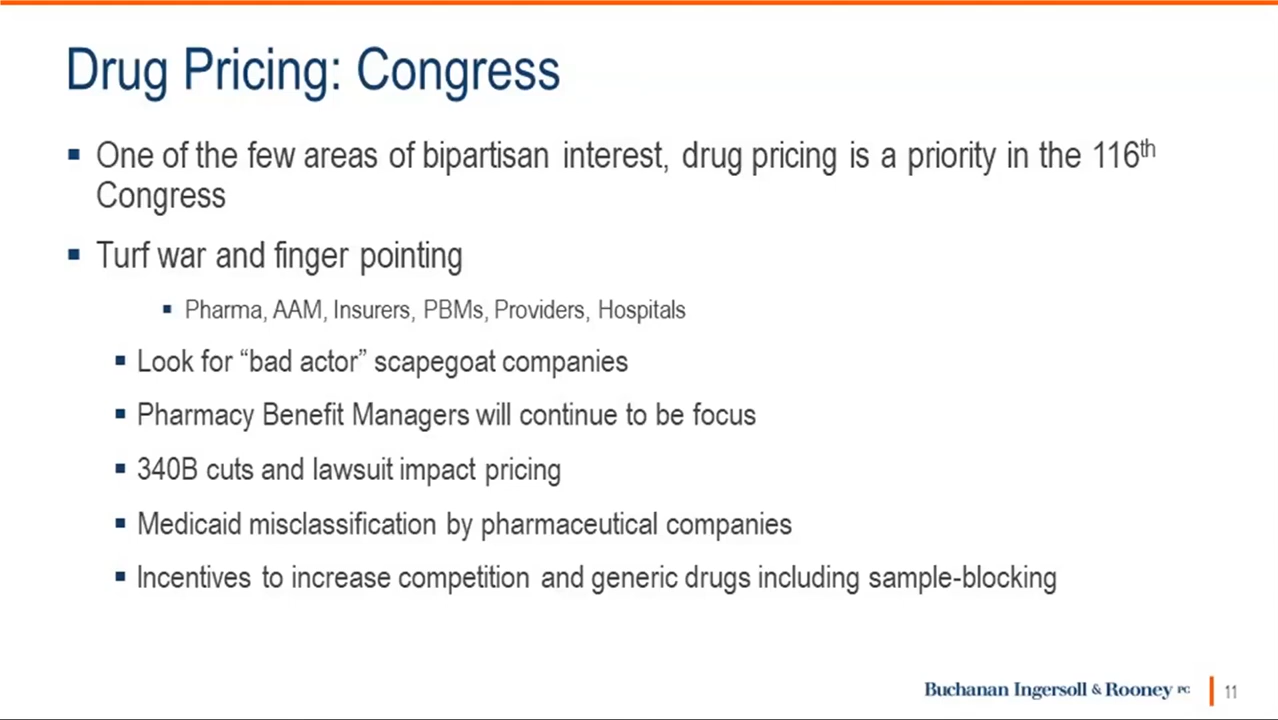 Drug Pricing: Congress
▪ One of the few areas of bipartisan interest, drug pricing is a priority in the 116th
Congress
▪ Turf war and finger pointing
▪ Pharma, AAM, Insurers, PBMs, Providers, Hospitals
▪ Look for “bad actor” scapegoat companies
▪ Pharmacy Benefit Managers will continue to be focus
▪ 340B cuts and lawsuit impact pricing
▪ Medicaid misclassification by pharmaceutical companies
▪ Incentives to increase competition and generic drugs including sample-blocking
Buchanan Ingersoll & Rooney PC
11